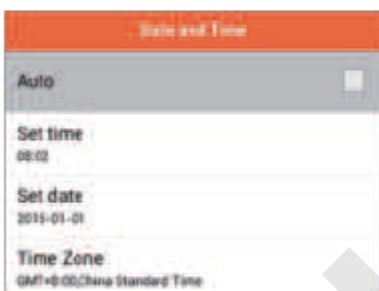 Date and Time
Auto
Set time
08:02
Set date
2015-01-01
Time Zone
GMT+8:00,China Standard Time